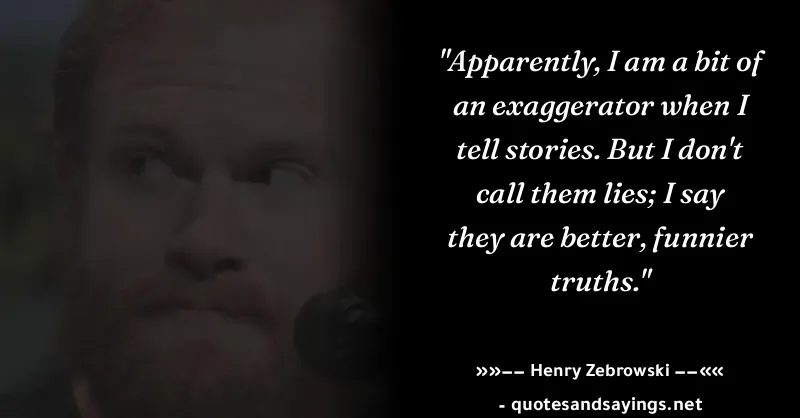 "Apparently, I am a bit of
an exaggerator when I
tell stories. But I don't
call them lies; I say
they are better, funnier
truths."
»»−− Henry Zebrowski −−««
- quotesandsayings.net